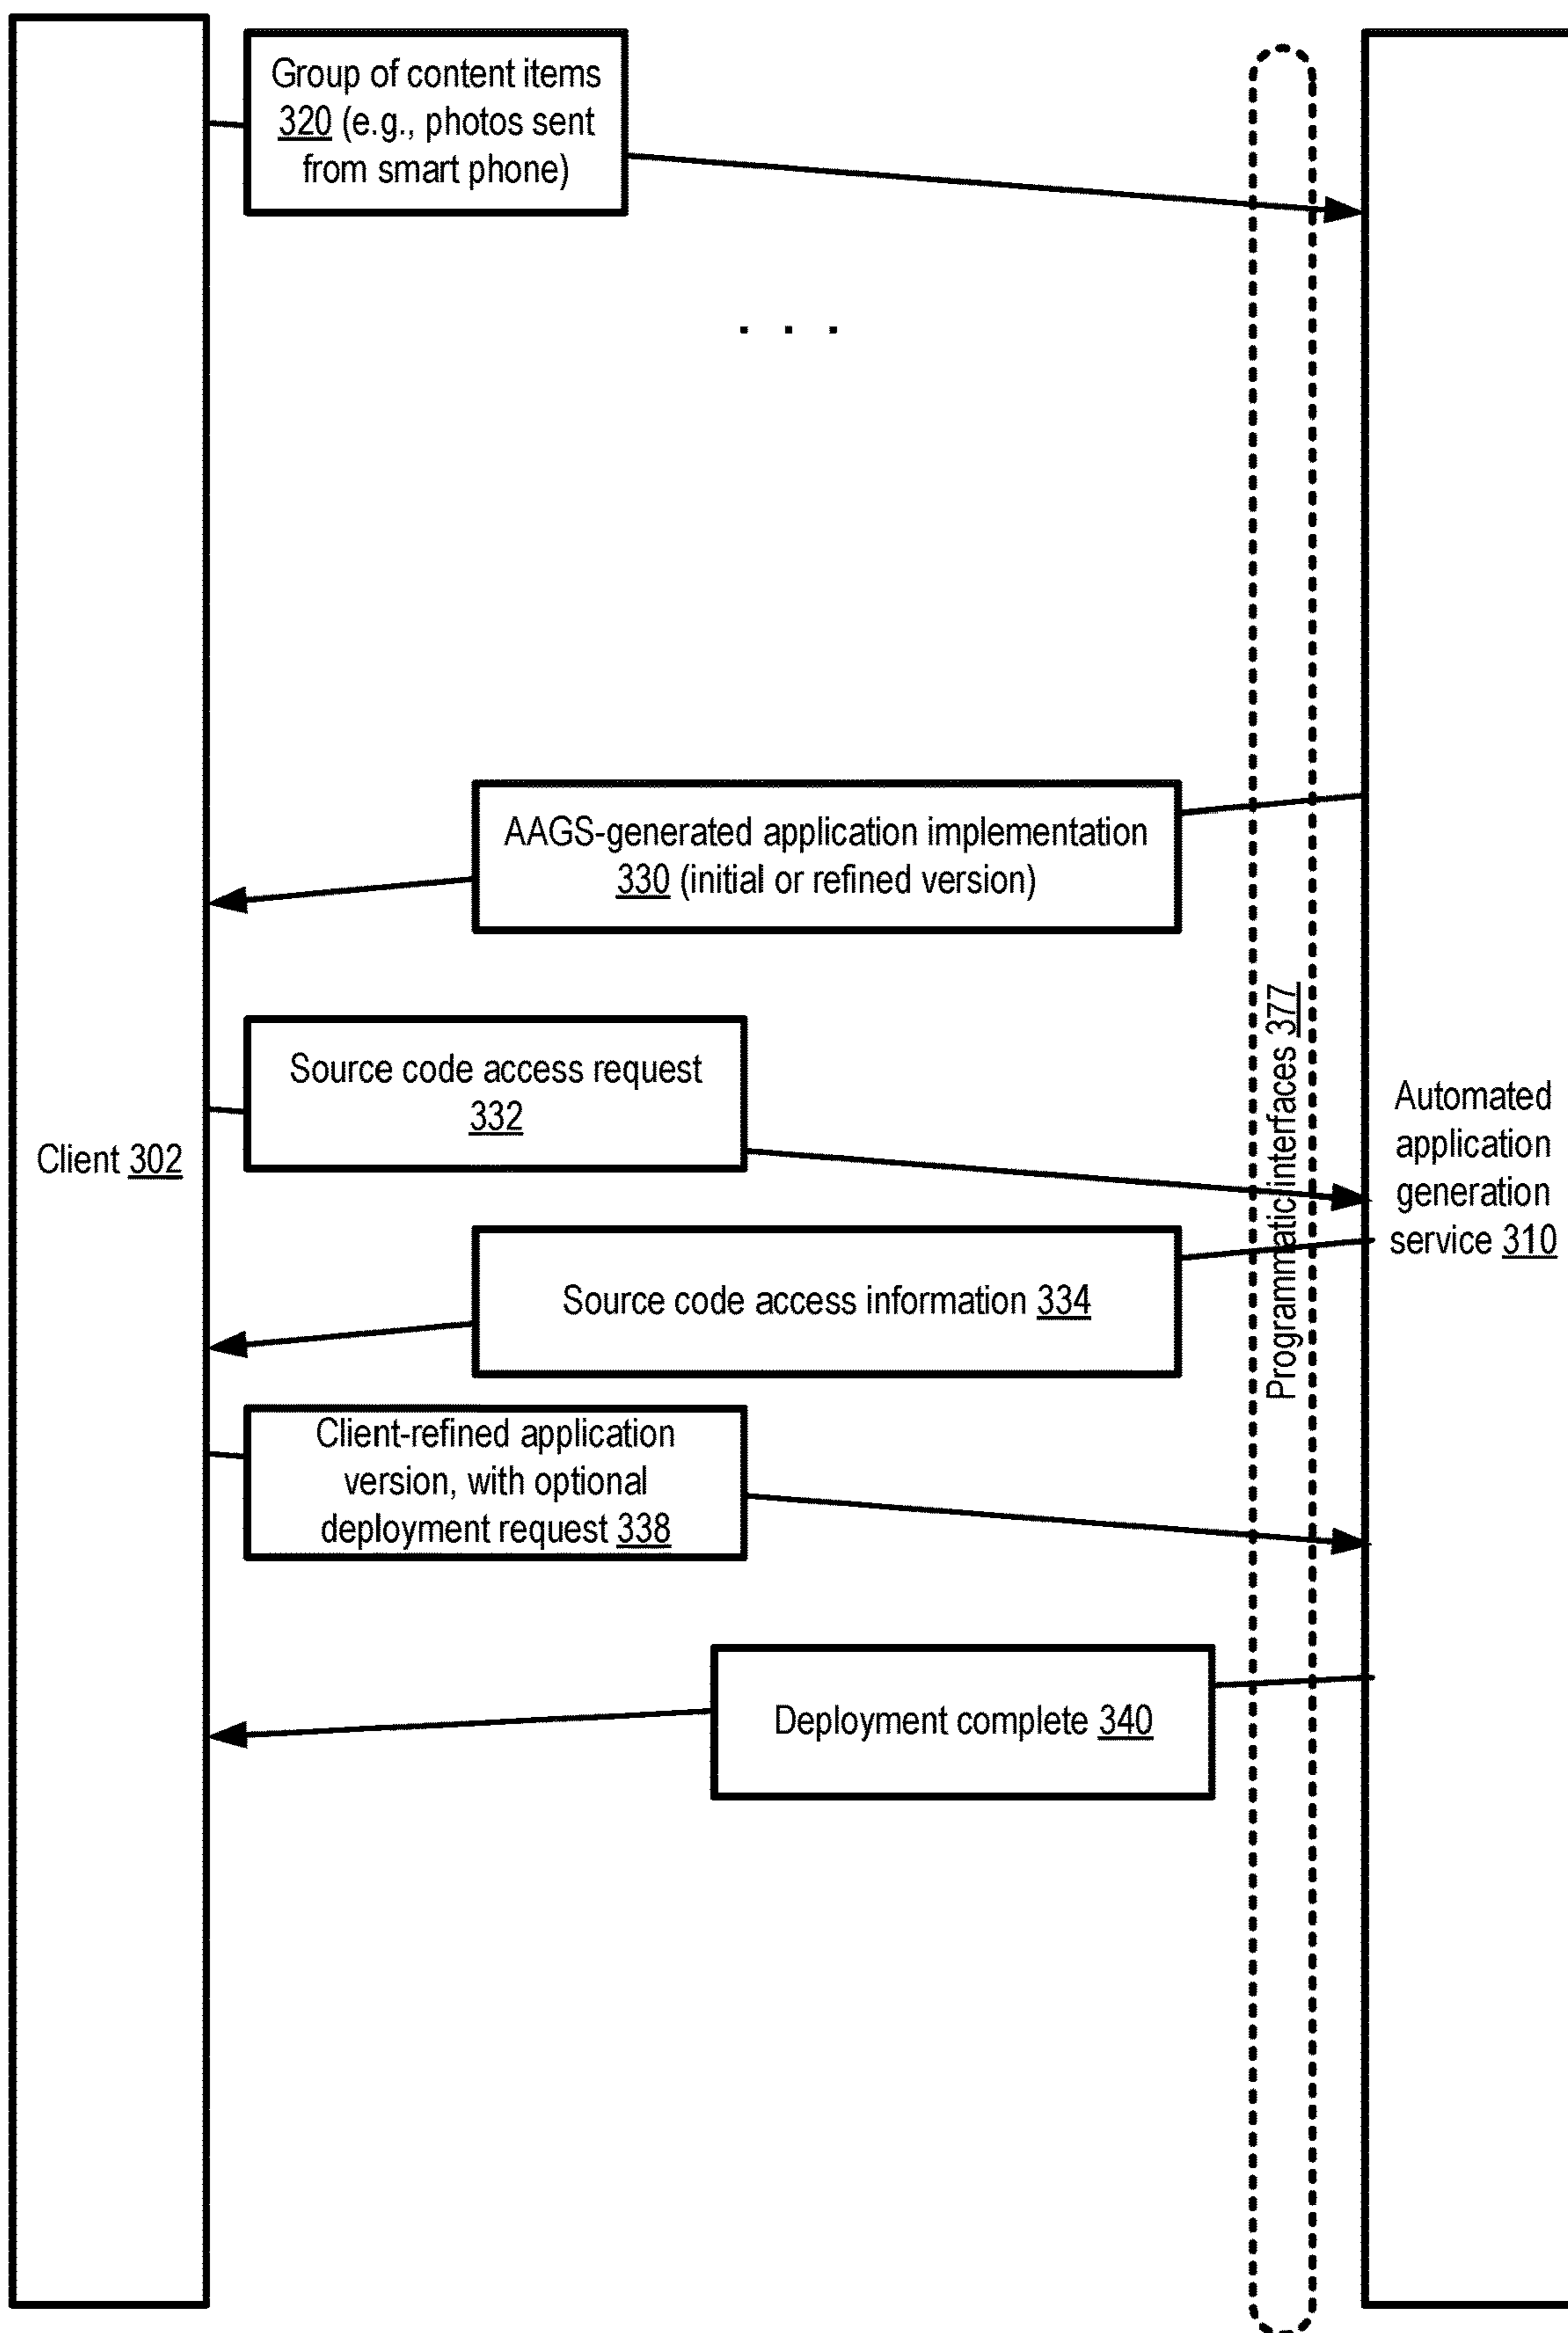 Group of content items
320 (e.g., photos sent
from smart phone)
. . .
AAGS-generated application implementation
330 (initial or refined version)
Source code access request
332
Client 302
Programmatic interfaces 377
Automated
application
generation
service 310
Source code access information 334
Client-refined application
version, with optional
deployment request 338
Deployment complete 340